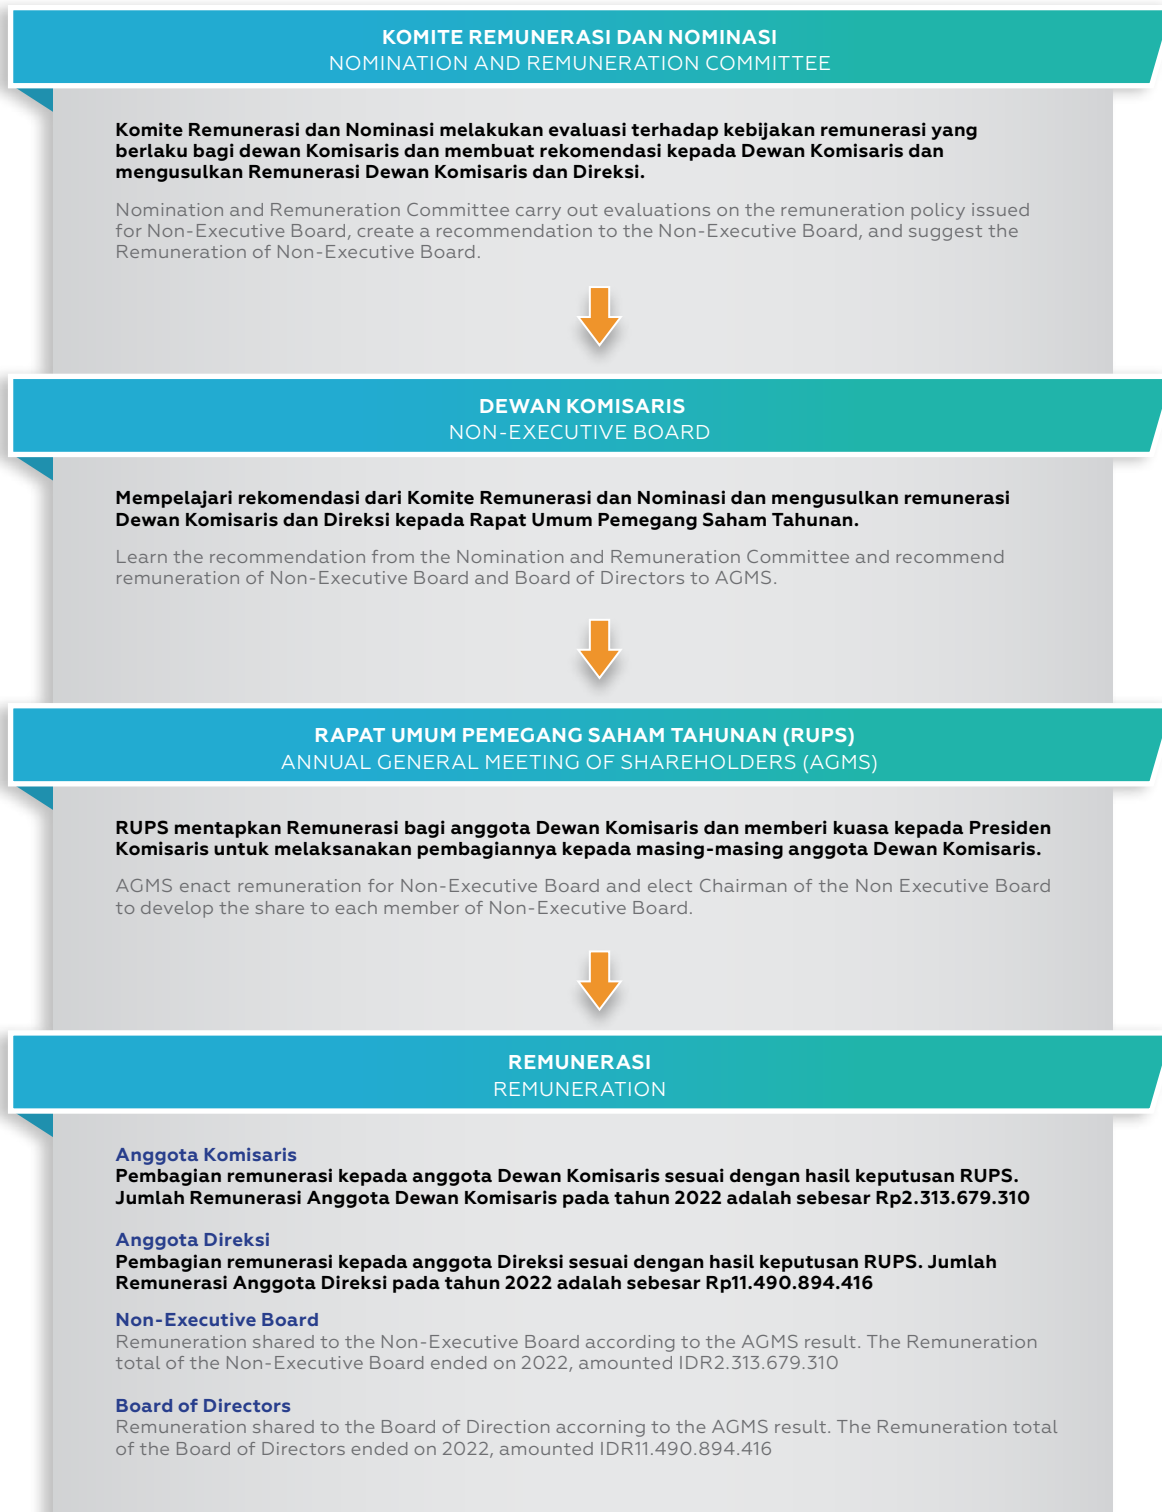 KOMITE REMUNERASI DAN NOMINASI
NOMINATION AND REMUNERATION COMMITTEE
Komite Remunerasi dan Nominasi melakukan evaluasi terhadap kebijakan remunerasi yang
berlaku bagi dewan Komisaris dan membuat rekomendasi kepada Dewan Komisaris dan
mengusulkan Remunerasi Dewan Komisaris dan Direksi.
Nomination and Remuneration Committee carry out evaluations on the remuneration policy issued
for Non-Executive Board, create a recommendation to the Non-Executive Board, and suggest the
Remuneration of Non-Executive Board.
DEWAN KOMISARIS
NON-EXECUTIVE BOARD
Mempelajari rekomendasi dari Komite Remunerasi dan Nominasi dan mengusulkan remunerasi
Dewan Komisaris dan Direksi kepada Rapat Umum Pemegang Saham Tahunan.
Learn the recommendation from the Nomination and Remuneration Committee and recommend
remuneration of Non-Executive Board and Board of Directors to AGMS.
RAPAT UMUM PEMEGANG SAHAM TAHUNAN (RUPS)
ANNUAL GENERAL MEETING OF SHAREHOLDERS (AGMS)
RUPS mentapkan Remunerasi bagi anggota Dewan Komisaris dan memberi kuasa kepada Presiden
Komisaris untuk melaksanakan pembagiannya kepada masing-masing anggota Dewan Komisaris.
AGMS enact remuneration for Non-Executive Board and elect Chairman of the Non Executive Board
to develop the share to each member of Non-Executive Board.
REMUNERASI
REMUNERATION
Anggota Komisaris
Pembagian remunerasi kepada anggota Dewan Komisaris sesuai dengan hasil keputusan RUPS.
Jumlah Remunerasi Anggota Dewan Komisaris pada tahun 2022 adalah sebesar Rp2.313.679.310
Anggota Direksi
Pembagian remunerasi kepada anggota Direksi sesuai dengan hasil keputusan RUPS. Jumlah
Remunerasi Anggota Direksi pada tahun 2022 adalah sebesar Rp11.490.894.416
Non-Executive Board
Remuneration shared to the Non-Executive Board according to the AGMS result. The Remuneration
total of the Non-Executive Board ended on 2022, amounted IDR2.313.679.310
Board of Directors
Remuneration shared to the Board of Direction accorning to the AGMS result. The Remuneration total
of the Board of Directors ended on 2022, amounted IDR11.490.894.416